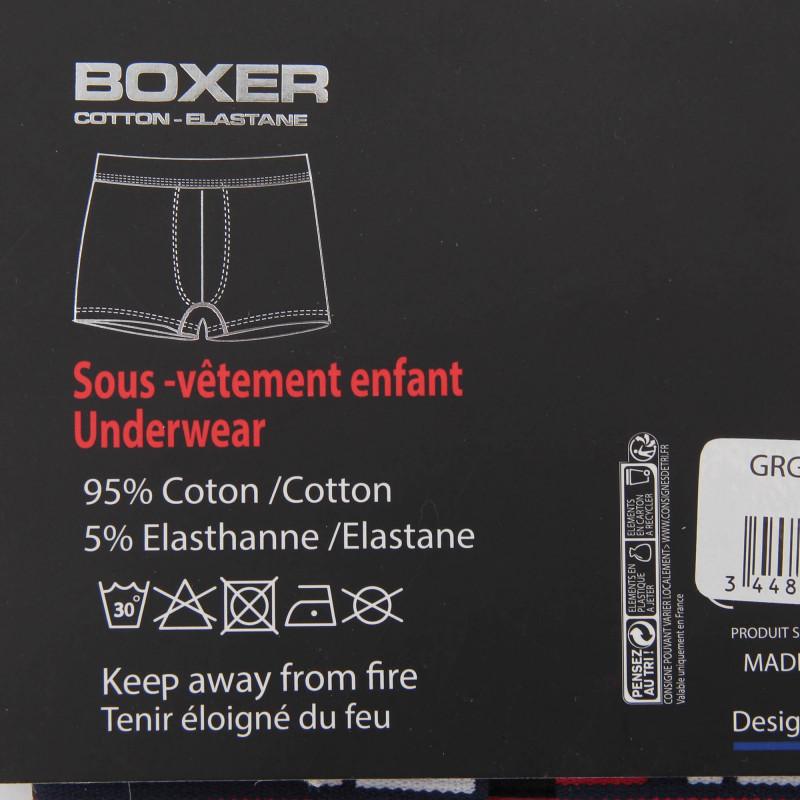 BOXER
COTTON - ELASTANE
Sous -vêtement enfant
Underwear
95% Coton /Cotton
5% Elasthanne /Elastane
30°
Keep away from fire
Tenir éloigné du feu
PENSEZ
AU TRI !
ELEMENTS EN
PLASTIQUE
A JETER
ELEMENTS
EN CARTON
A RECYCLER
CONSIGNE POUVANT VARIER LOCALEMENT> WWW.CONSIGNESDETRI.FR
Valable uniquement en France
GRG
3 448
PRODUIT S
MADE
Desig